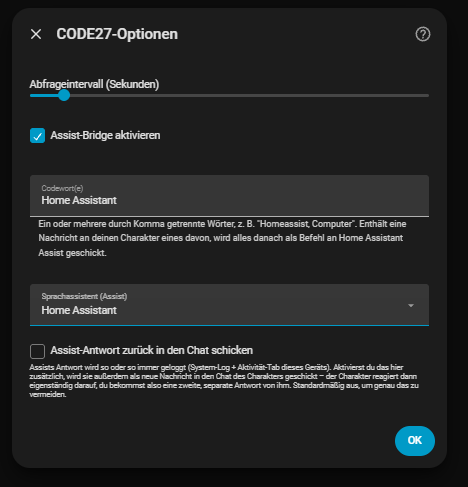 CODE27-Optionen
Abfrageintervall (Sekunden)
Assist-Bridge aktivieren
Codewort(e)
Home Assistant
Ein oder mehrere durch Komma getrennte Wörter, z. B. "Homeassist, Computer". Enthält eine
Nachricht an deinen Charakter eines davon, wird alles danach als Befehl an Home Assistant
Assist geschickt.
Sprachassistent (Assist)
Home Assistant
Assist-Antwort zurück in den Chat schicken
Assists Antwort wird so oder so immer geloggt (System-Log + Aktivität-Tab dieses Geräts). Aktivierst du das hier
zusätzlich, wird sie außerdem als neue Nachricht in den Chat des Charakters geschickt – der Charakter reagiert dann
eigenständig darauf, du bekommst also eine zweite, separate Antwort von ihm. Standardmäßig aus, um genau das zu
vermeiden.
OK